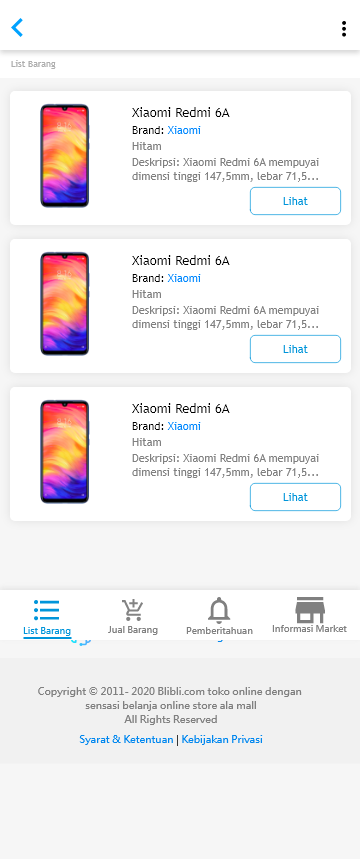 List Barang
Xiaomi Redmi 6A
Brand: Xiaomi
Hitam
Deskripsi: Xiaomi Redmi 6A mempuyai
dimensi tinggi 147,5mm, lebar 71,5...
Lihat
Xiaomi Redmi 6A
Brand: Xiaomi
Hitam
Deskripsi: Xiaomi Redmi 6A mempuyai
dimensi tinggi 147,5mm, lebar 71,5...
Lihat
Xiaomi Redmi 6A
Brand: Xiaomi
Hitam
Deskripsi: Xiaomi Redmi 6A mempuyai
dimensi tinggi 147,5mm, lebar 71,5...
Lihat
List Barang Jual Barang Pemberitahuan Informasi Market
Copyright © 2011- 2020 Blibli.com toko online dengan
sensasi belanja online store ala mall
All Rights Reserved
Syarat & Ketentuan | Kebijakan Privasi